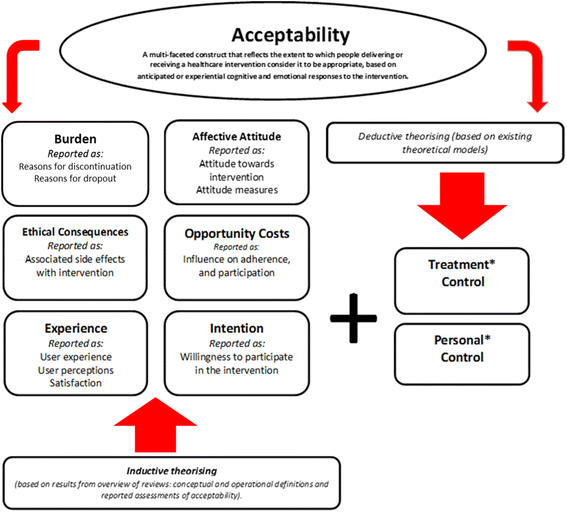 Acceptability
A multi-faceted construct that reflects the extent to which people delivering or
receiving a healthcare intervention consider it to be appropriate, based on
anticipated or experiential cognitive and emotional responses to the intervention.
Burden
Reported as:
Reasons for discontinuation
Reasons for dropout
Affective Attitude
Reported as:
Attitude towards
intervention
Attitude measures
Deductive theorising (based on existing
theoretical models)
Ethical Consequences
Reported as:
Associated side effects
with intervention
Opportunity Costs
Reported as:
Influence on adherence,
and participation
Treatment*
Control
Experience
Reported as:
User experience
User perceptions
Satisfaction
Intention
Reported as:
Willingness to participate
in the intervention
+
Personal*
Control
Inductive theorising
(based on results from overview of reviews: conceptual and operational definitions and
reported assessments of acceptability).